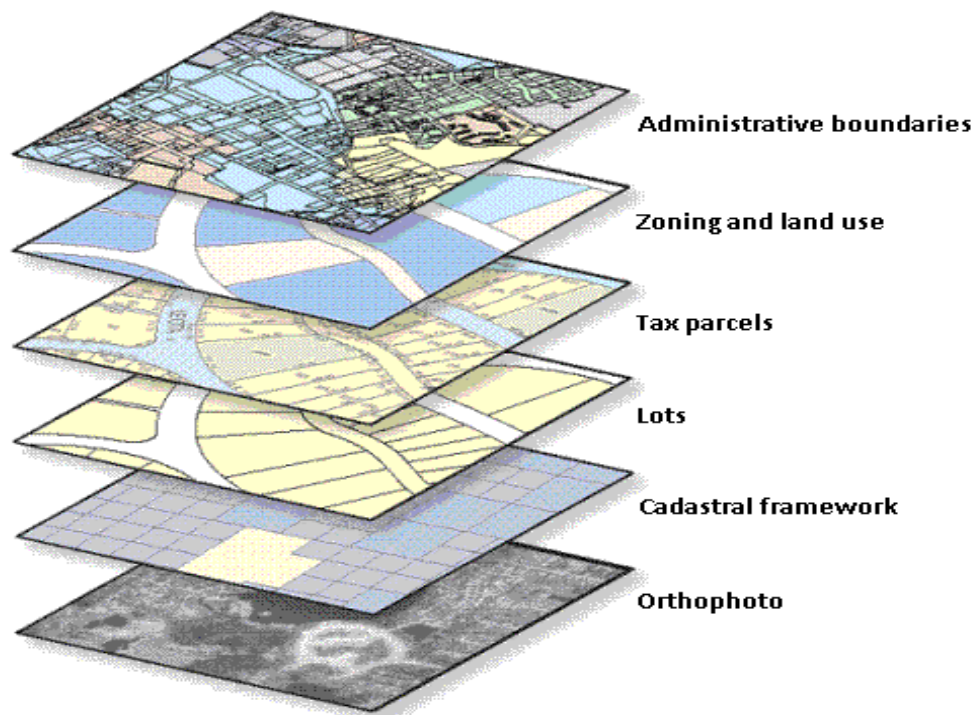 Administrative boundaries
Zoning and land use
Tax parcels
Lots
Cadastral framework
Orthophoto